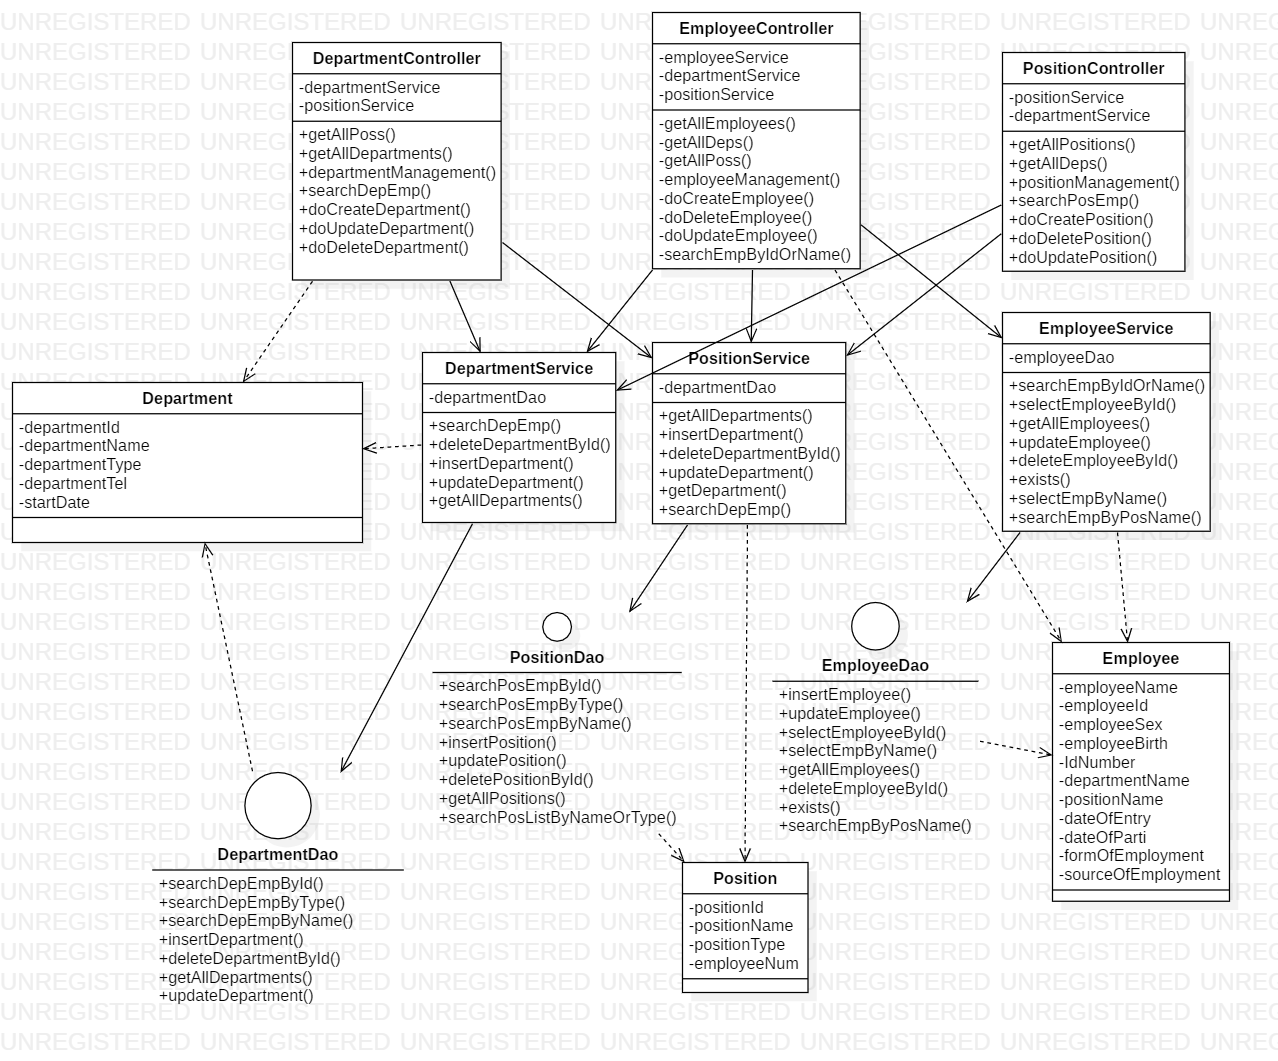 DepartmentController
-departmentService
-positionService
+getAllPoss()
+getAllDepartments()
+departmentManagement()
+searchDepEmp()
+doCreateDepartment()
+doUpdateDepartment()
+doDeleteDepartment()
EmployeeController
-employeeService
-departmentService
-positionService
-getAllEmployees()
-getAllDeps()
-getAllPoss()
-employeeManagement()
-doCreateEmployee()
-doDeleteEmployee()
-doUpdateEmployee()
-searchEmpByIdOrName()
PositionController
-positionService
-departmentService
+getAllPositions()
+getAllDeps()
+positionManagement()
+searchPosEmp()
+doCreatePosition()
+doDeletePosition()
+doUpdatePosition()
Department
-departmentId
-departmentName
-departmentType
-departmentTel
-startDate
DepartmentService
-departmentDao
+searchDepEmp()
+deleteDepartmentById()
+insertDepartment()
+updateDepartment()
+getAllDepartments()
PositionService
-departmentDao
+getAllDepartments()
+insertDepartment()
+deleteDepartmentById()
+updateDepartment()
+getDepartment()
+searchDepEmp()
EmployeeService
-employeeDao
+searchEmpByIdOrName()
+selectEmployeeById()
+getAllEmployees()
+updateEmployee()
+deleteEmployeeById()
+exists()
+selectEmpByName()
+searchEmpByPosName()
DepartmentDao
+searchDepEmpById()
+searchDepEmpByType()
+searchDepEmpByName()
+insertDepartment()
+deleteDepartmentById()
+getAllDepartments()
+updateDepartment()
PositionDao
+searchPosEmpById()
+searchPosEmpByType()
+searchPosEmpByName()
+insertPosition()
+updatePosition()
+deletePositionById()
+getAllPositions()
+searchPosListByNameOrType()
EmployeeDao
+insertEmployee()
+updateEmployee()
+selectEmployeeById()
+selectEmpByName()
+getAllEmployees()
+deleteEmployeeById()
+exists()
+searchEmpByPosName()
Position
-positionId
-positionName
-positionType
-employeeNum
Employee
-employeeName
-employeeId
-employeeSex
-employeeBirth
-IdNumber
-departmentName
-positionName
-dateOfEntry
-dateOfParti
-formOfEmployment
-sourceOfEmployment
UNREGISTERED